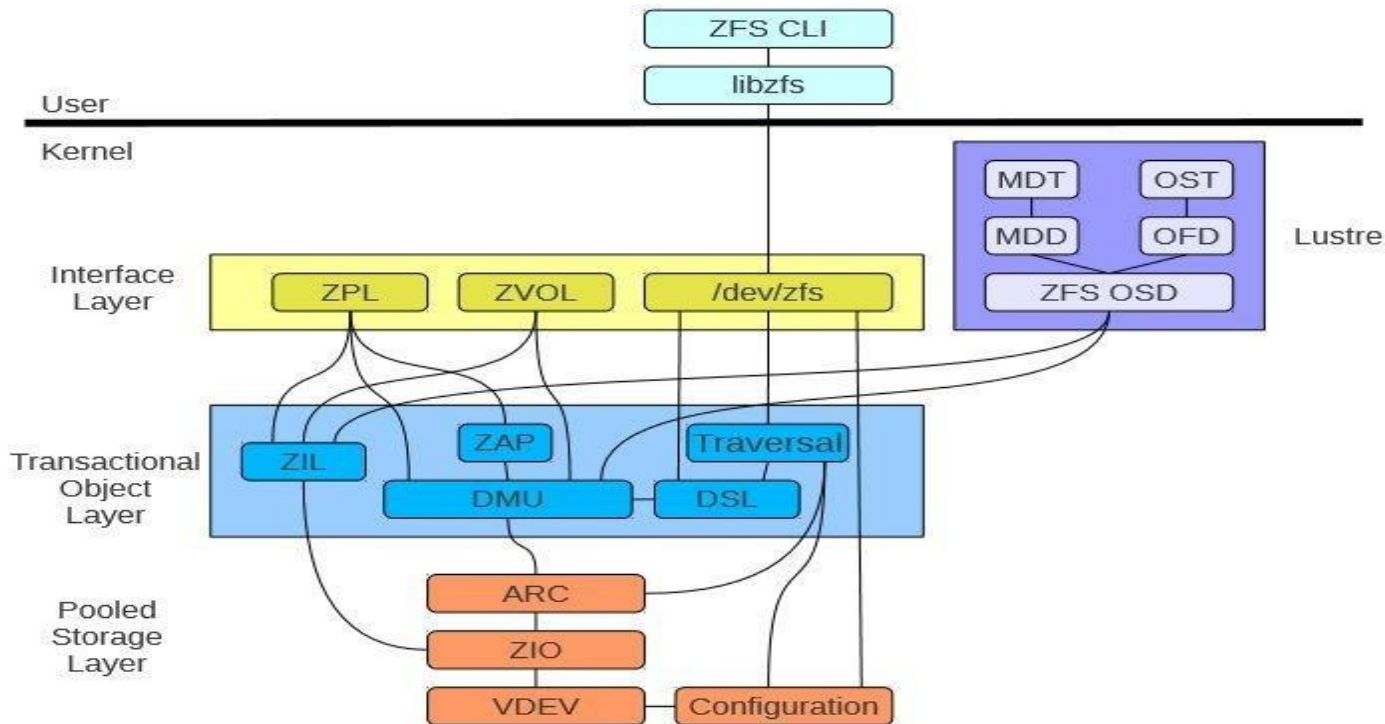 ZFS CLI
libzfs
User
Kernel
MDT
OST
MDD
OFD
Lustre
Interface
Layer
ZPL
ZVOL
/dev/zfs
ZFS OSD
Transactional
Object
Layer
ZIL
ZAP
Traversal
DMU
DSL
Pooled
Storage
Layer
ARC
ZIO
VDEV
Configuration